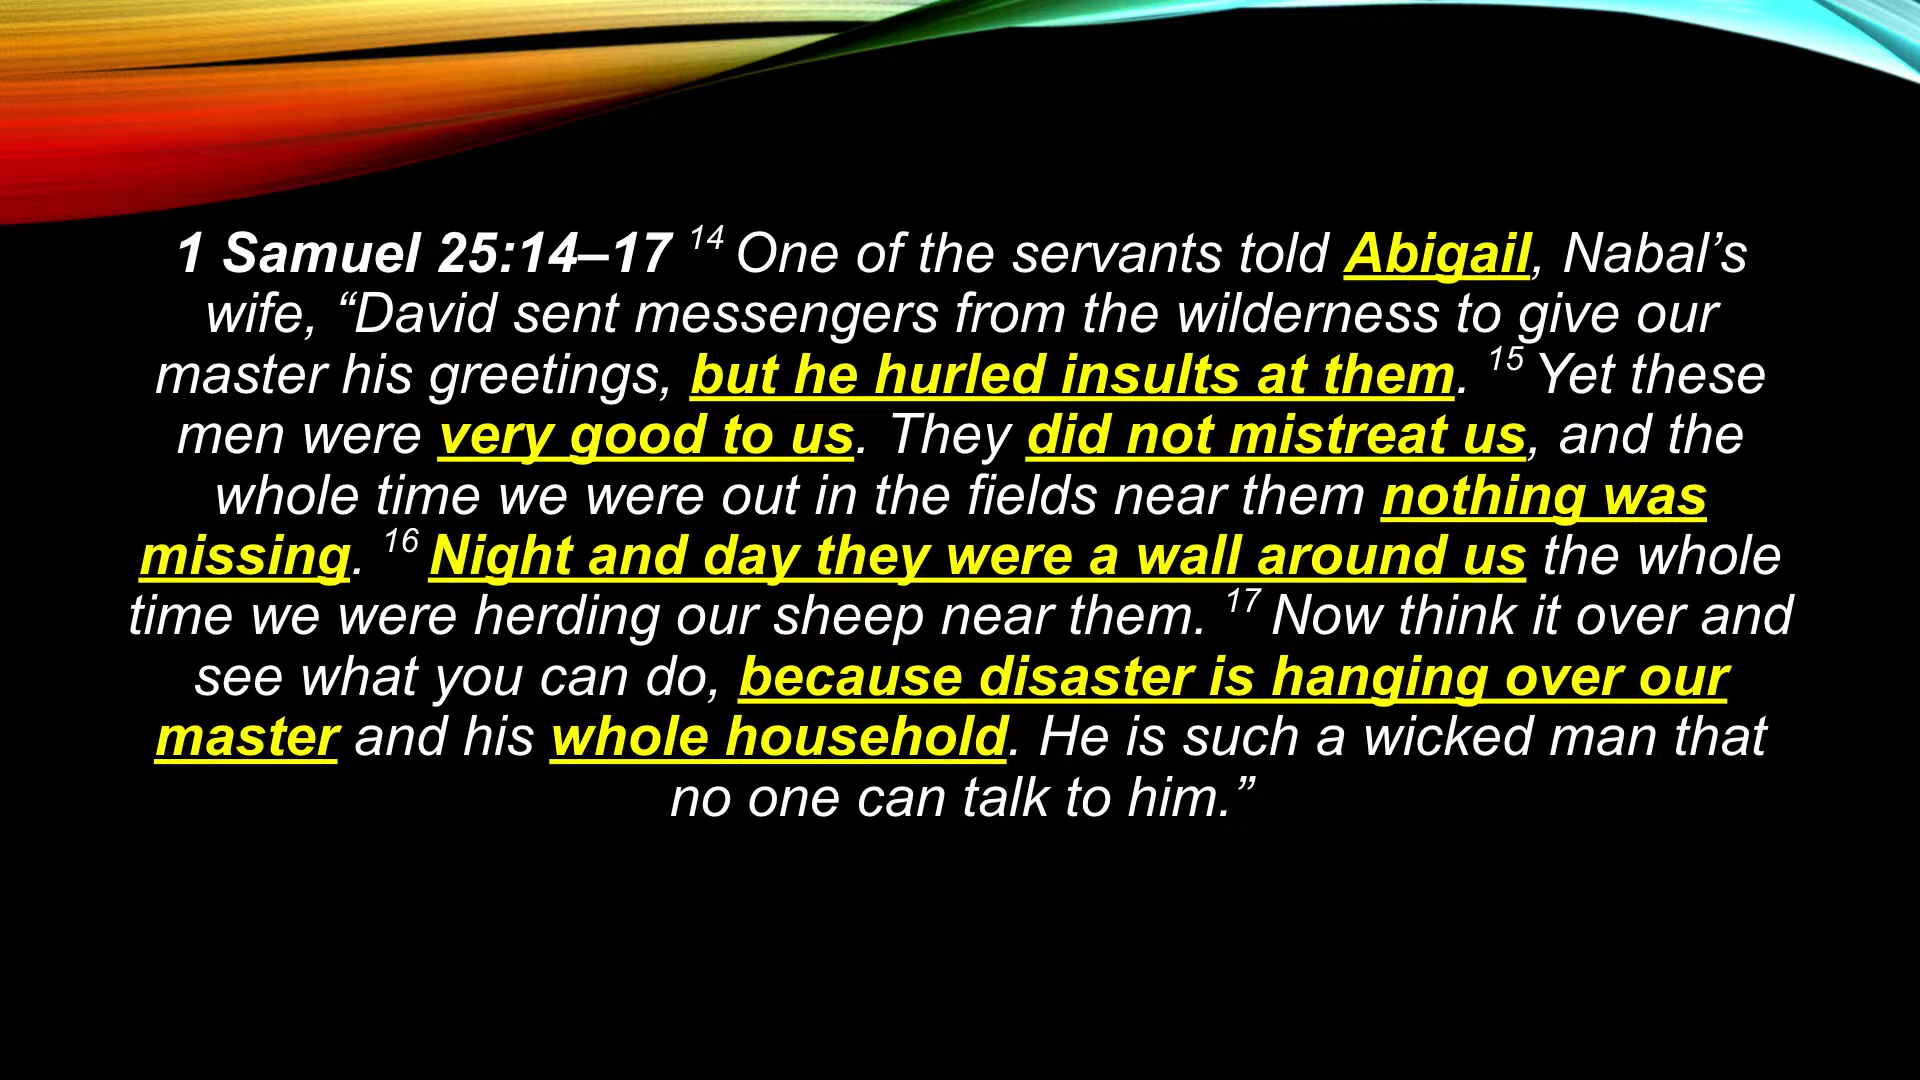 1 Samuel 25:14–17 14 One of the servants told Abigail, Nabal’s
wife, “David sent messengers from the wilderness to give our
master his greetings, but he hurled insults at them. 15 Yet these
men were very good to us. They did not mistreat us, and the
whole time we were out in the fields near them nothing was
missing. 16 Night and day they were a wall around us the whole
time we were herding our sheep near them. 17 Now think it over and
see what you can do, because disaster is hanging over our
master and his whole household. He is such a wicked man that
no one can talk to him.”